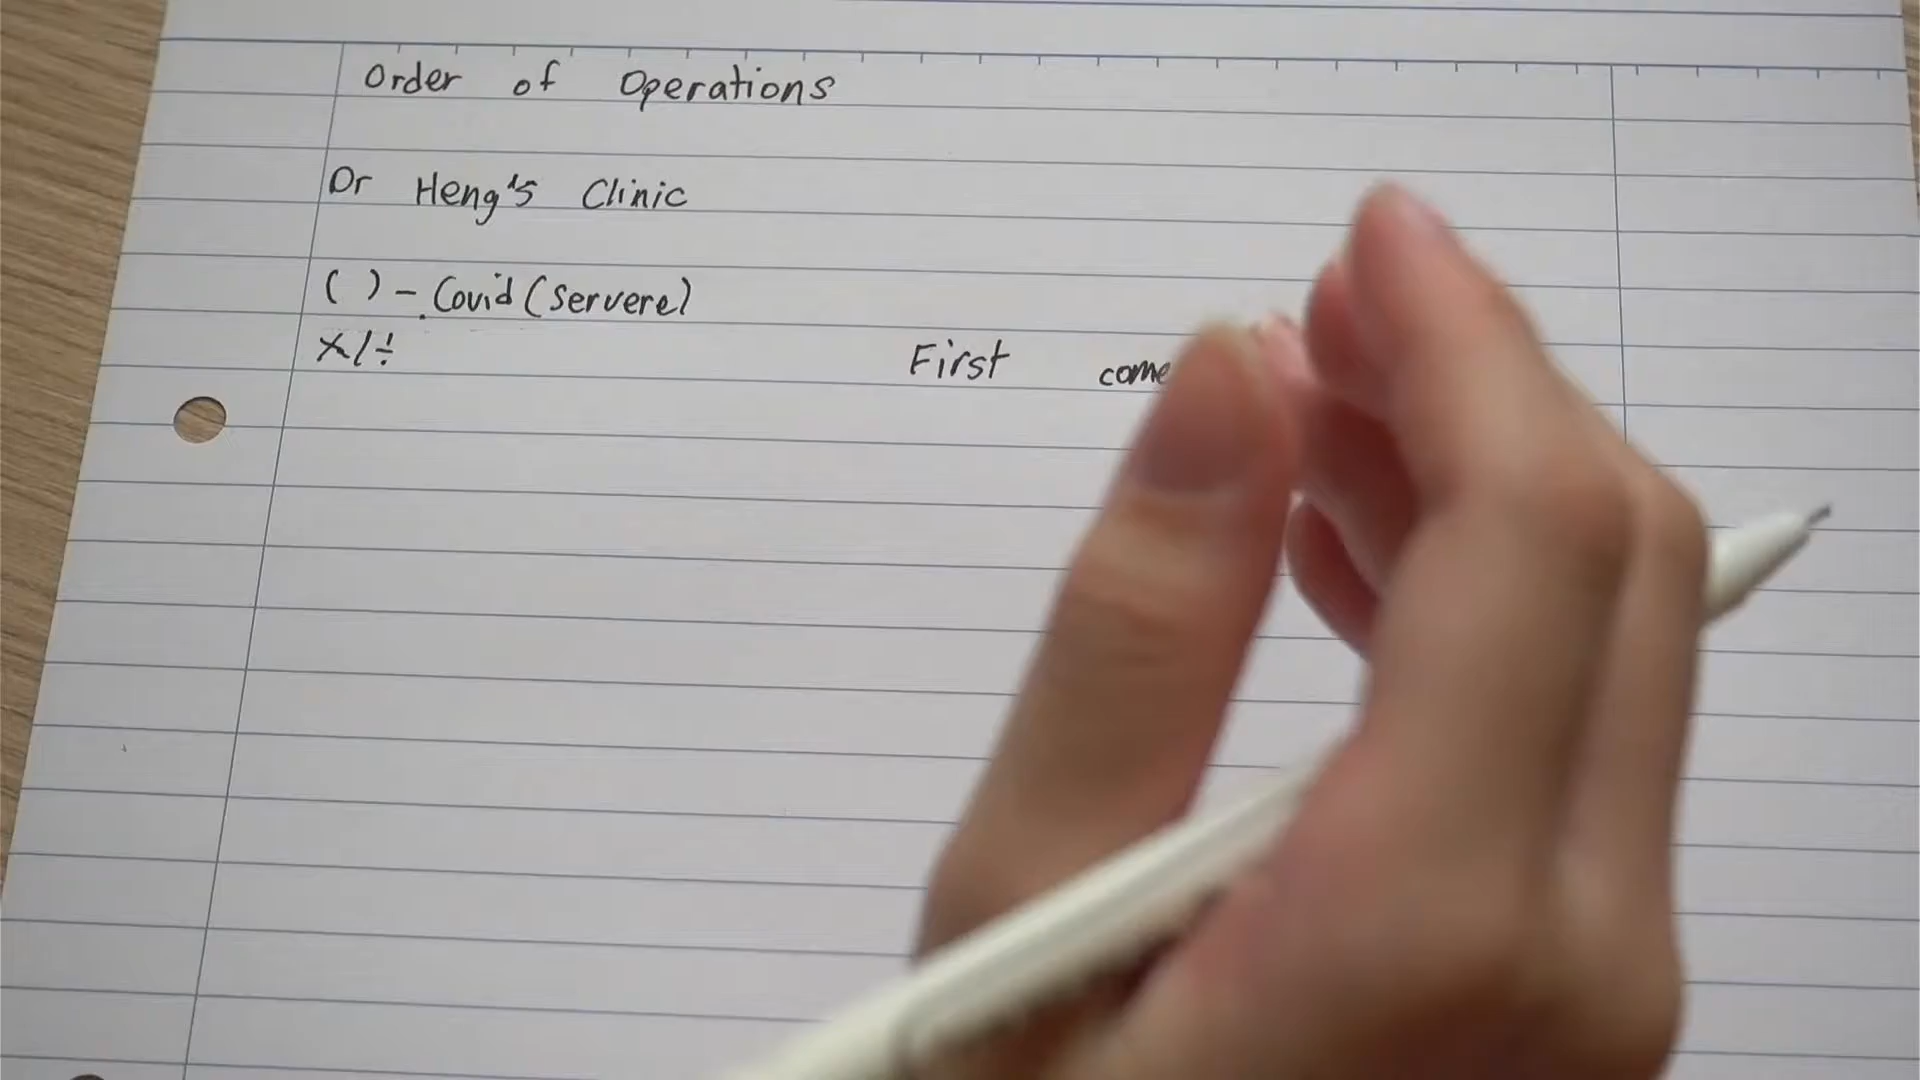 Order of Operations
Dr Heng's Clinic
( ) - Covid (servere)
×/÷ First come